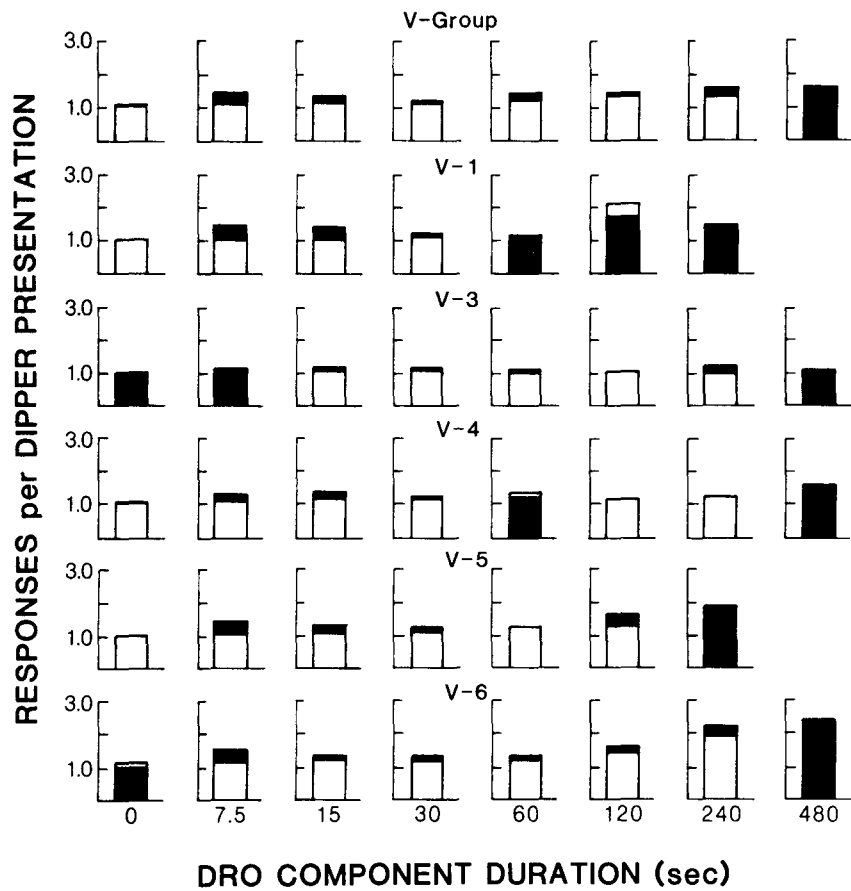 V-Group
3.0
1.0
V-1
3.0
1.0
V-3
3.0
1.0
V-4
3.0
1.0
V-5
3.0
1.0
V-6
3.0
1.0
0 7.5 15 30 60 120 240 480
RESPONSES per DIPPER PRESENTATION
DRO COMPONENT DURATION (sec)